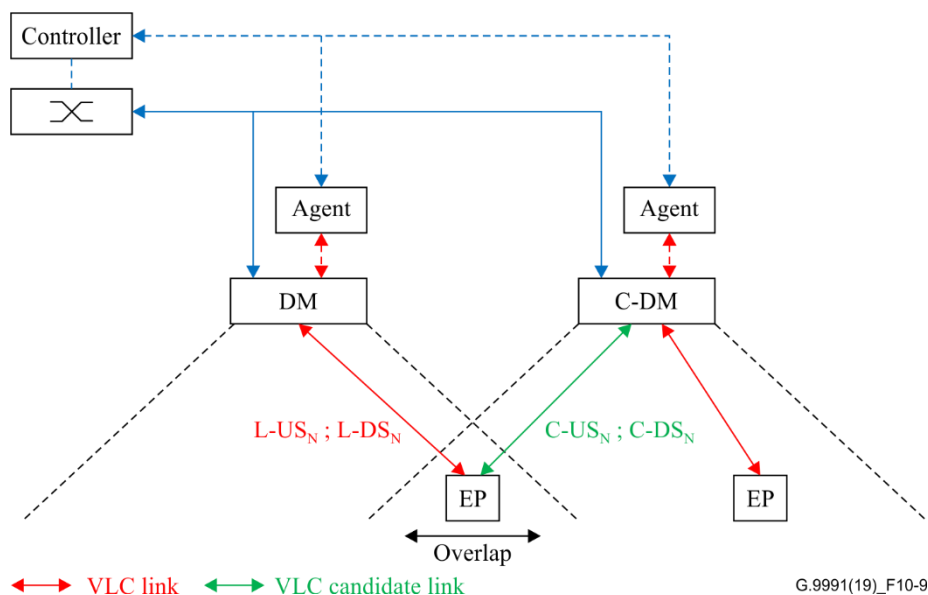 Controller
Agent
Agent
DM
C-DM
L-US_N ; L-DS_N
C-US_N ; C-DS_N
EP
EP
Overlap
VLC link
VLC candidate link
G.9991(19)_F10-9